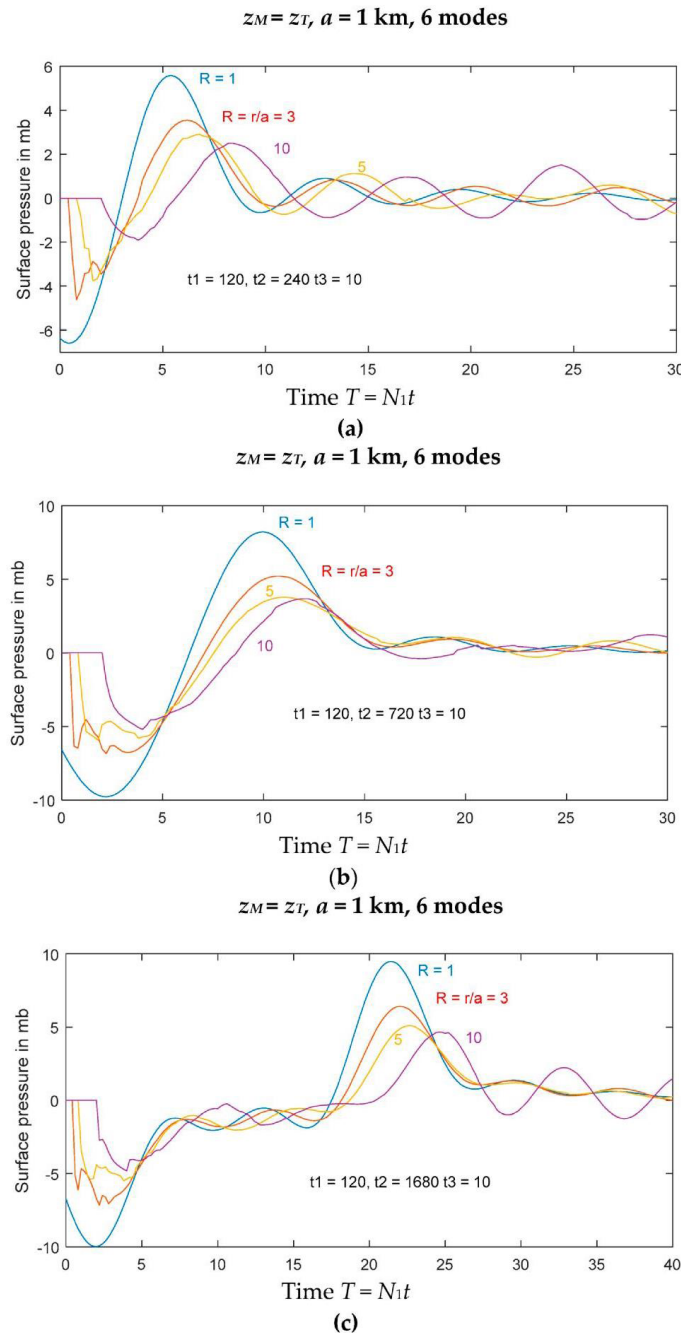 zM = zT, a = 1 km, 6 modes
6
4
2
0
-2
-4
-6
Surface pressure in mb
R = 1
R = r/a = 3
10
5
t1 = 120, t2 = 240 t3 = 10
0 5 10 15 20 25 30
Time T = N1t
(a)
zM = zT, a = 1 km, 6 modes
10
5
0
-5
-10
Surface pressure in mb
R = 1
R = r/a = 3
5
10
t1 = 120, t2 = 720 t3 = 10
0 5 10 15 20 25 30
Time T = N1t
(b)
zM = zT, a = 1 km, 6 modes
10
5
0
-5
-10
Surface pressure in mb
R = 1
R = r/a = 3
5
10
t1 = 120, t2 = 1680 t3 = 10
0 5 10 15 20 25 30 35 40
Time T = N1t
(c)